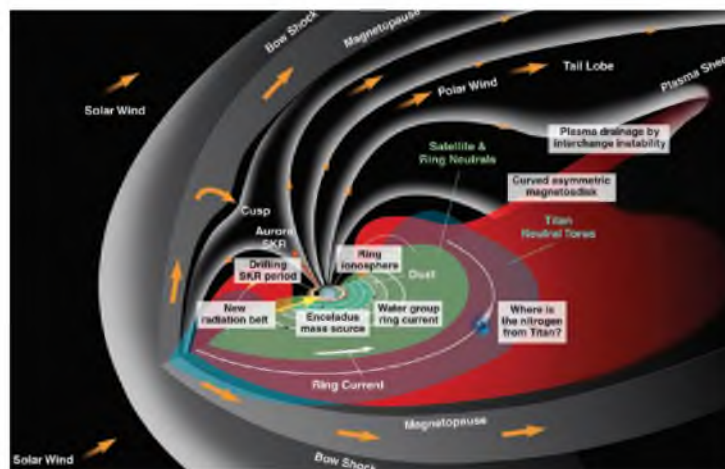 Bow Shock
Magnetopause
Solar Wind
Polar Wind
Tail Lobe
Plasma Sheet
Plasma drainage by
interchange instability
Satellite &
Ring Neutrals
Curved asymmetric
magnetodisk
Cusp
Aurora
SKR
Titan
Neutral Torus
Drifting
SKR period
Ring
ionosphere
Dust
New
radiation belt
Enceladus
mass source
Water group
ring current
Where is
the nitrogen
from Titan?
Ring Current
Magnetopause
Solar Wind
Bow Shock